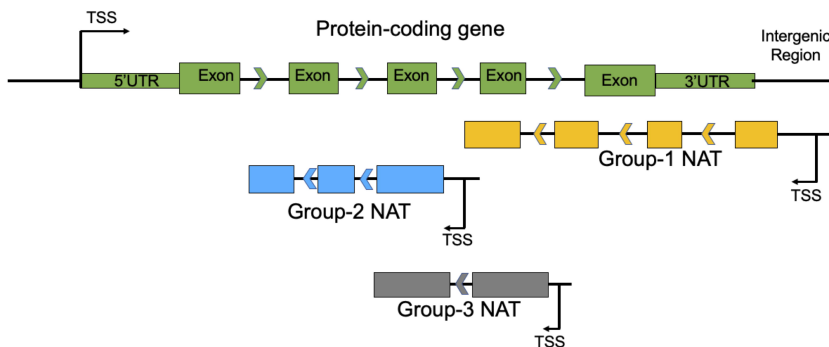 TSS
Protein-coding gene
Intergenic
Region
5'UTR
Exon
Exon
Exon
Exon
Exon
3'UTR
Group-1 NAT
TSS
Group-2 NAT
TSS
Group-3 NAT
TSS